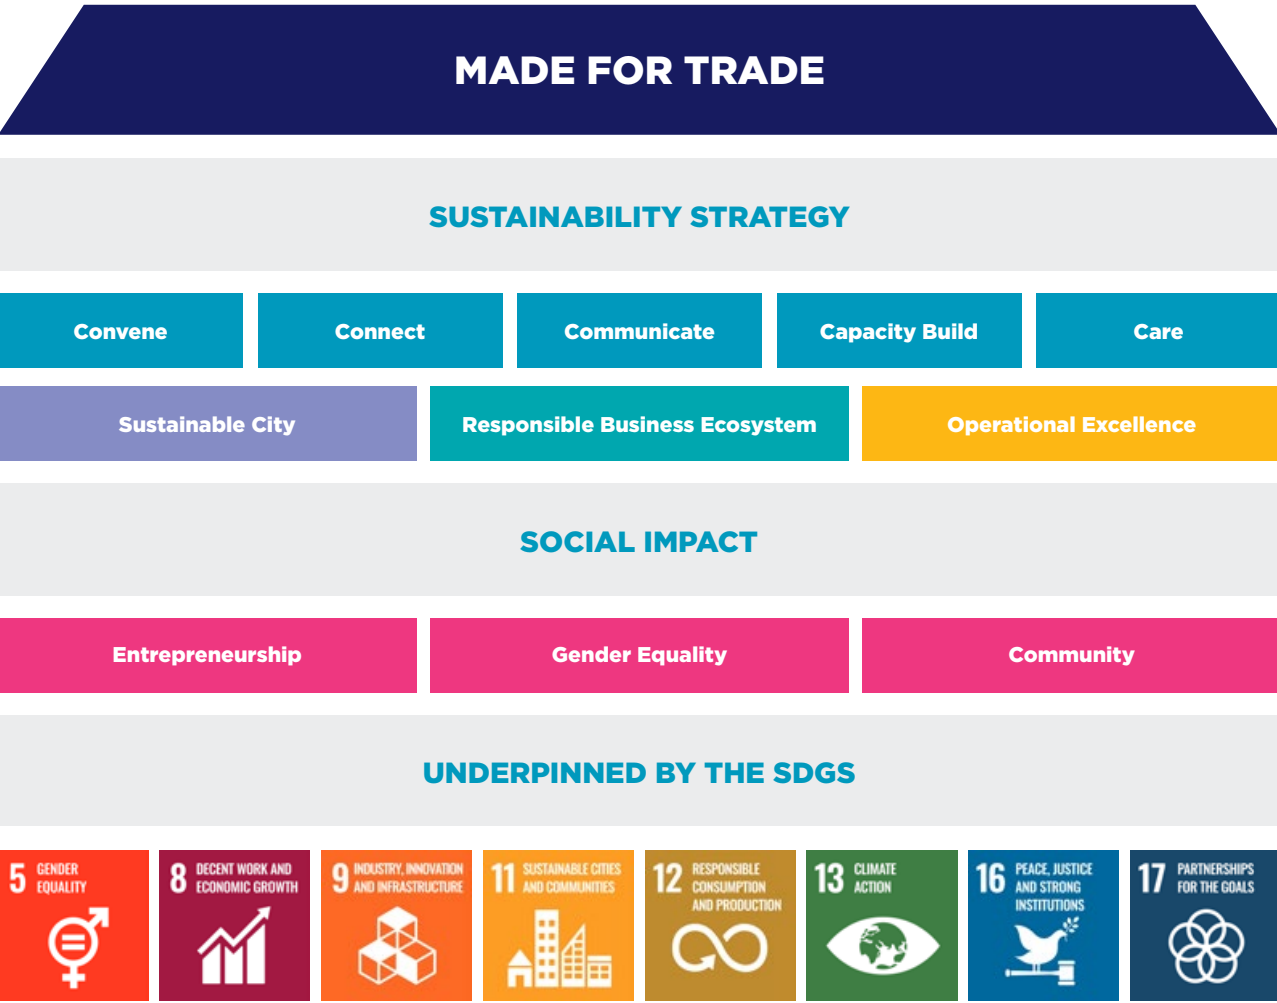 MADE FOR TRADE
SUSTAINABILITY STRATEGY
Convene
Connect
Communicate
Capacity Build
Care
Sustainable City
Responsible Business Ecosystem
Operational Excellence
SOCIAL IMPACT
Entrepreneurship
Gender Equality
Community
UNDERPINNED BY THE SDGS
5 GENDER
EQUALITY
8 DECENT WORK AND
ECONOMIC GROWTH
9 INDUSTRY, INNOVATION
AND INFRASTRUCTURE
11 SUSTAINABLE CITIES
AND COMMUNITIES
12 RESPONSIBLE
CONSUMPTION
AND PRODUCTION
13 CLIMATE
ACTION
16 PEACE, JUSTICE
AND STRONG
INSTITUTIONS
17 PARTNERSHIPS
FOR THE GOALS